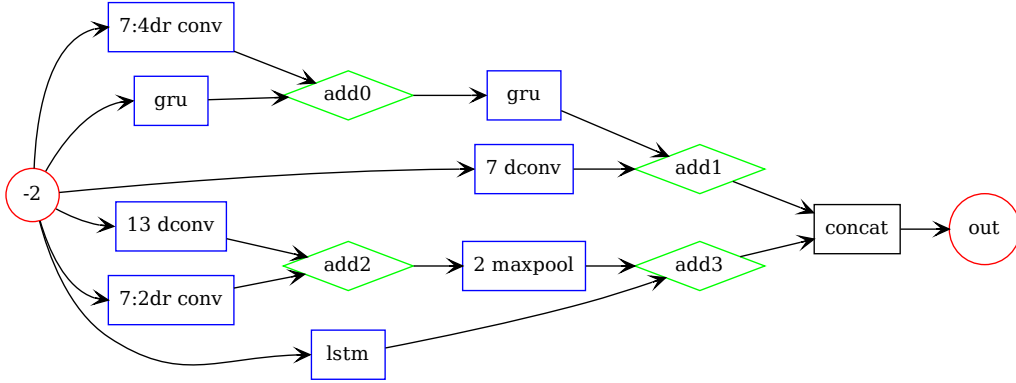 7:4dr conv
gru
add0
gru
7 dconv
add1
-2
13 dconv
add2
2 maxpool
add3
concat
out
7:2dr conv
lstm